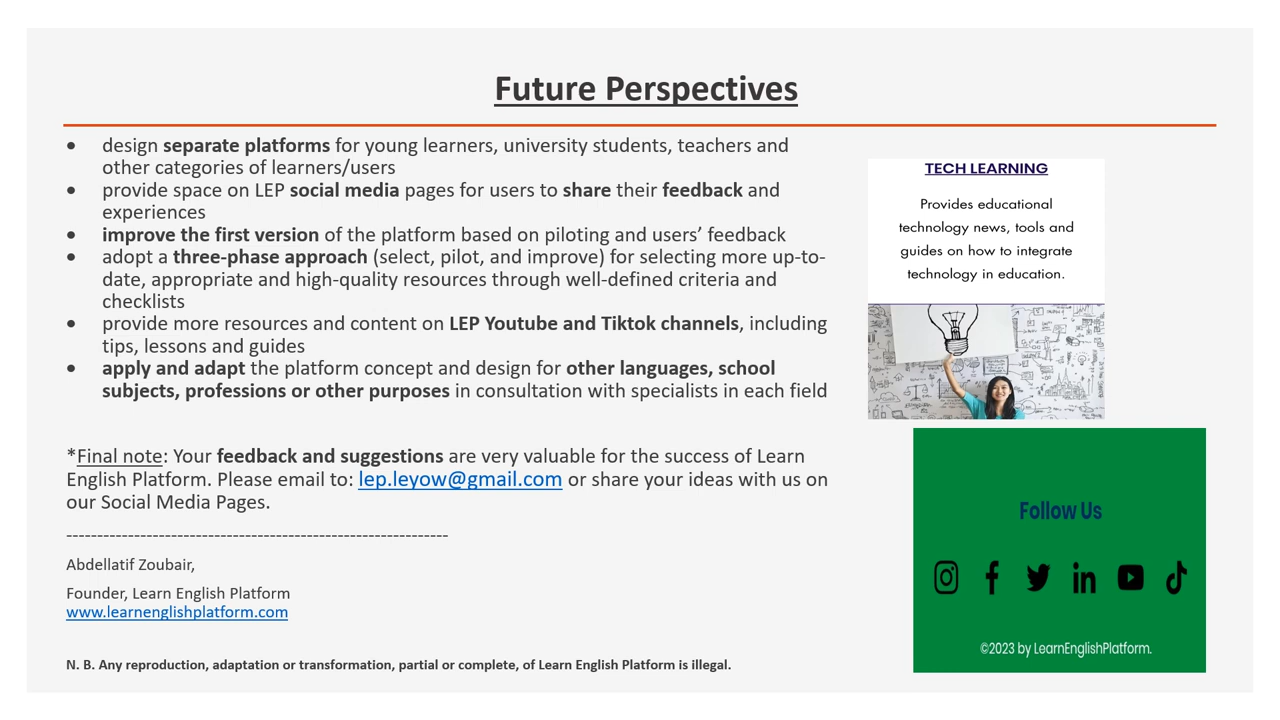 Future Perspectives
• design separate platforms for young learners, university students, teachers and
other categories of learners/users
• provide space on LEP social media pages for users to share their feedback and
experiences
• improve the first version of the platform based on piloting and users’ feedback
• adopt a three-phase approach (select, pilot, and improve) for selecting more up-to-
date, appropriate and high-quality resources through well-defined criteria and
checklists
• provide more resources and content on LEP Youtube and Tiktok channels, including
tips, lessons and guides
• apply and adapt the platform concept and design for other languages, school
subjects, professions or other purposes in consultation with specialists in each field
*Final note: Your feedback and suggestions are very valuable for the success of Learn
English Platform. Please email to: lep.leyow@gmail.com or share your ideas with us on
our Social Media Pages.
--------------------------------------------------------------
Abdellatif Zoubair,
Founder, Learn English Platform
www.learnenglishplatform.com
N. B. Any reproduction, adaptation or transformation, partial or complete, of Learn English Platform is illegal.
TECH LEARNING
Provides educational
technology news, tools and
guides on how to integrate
technology in education.
Follow Us
©2023 by LearnEnglishPlatform.